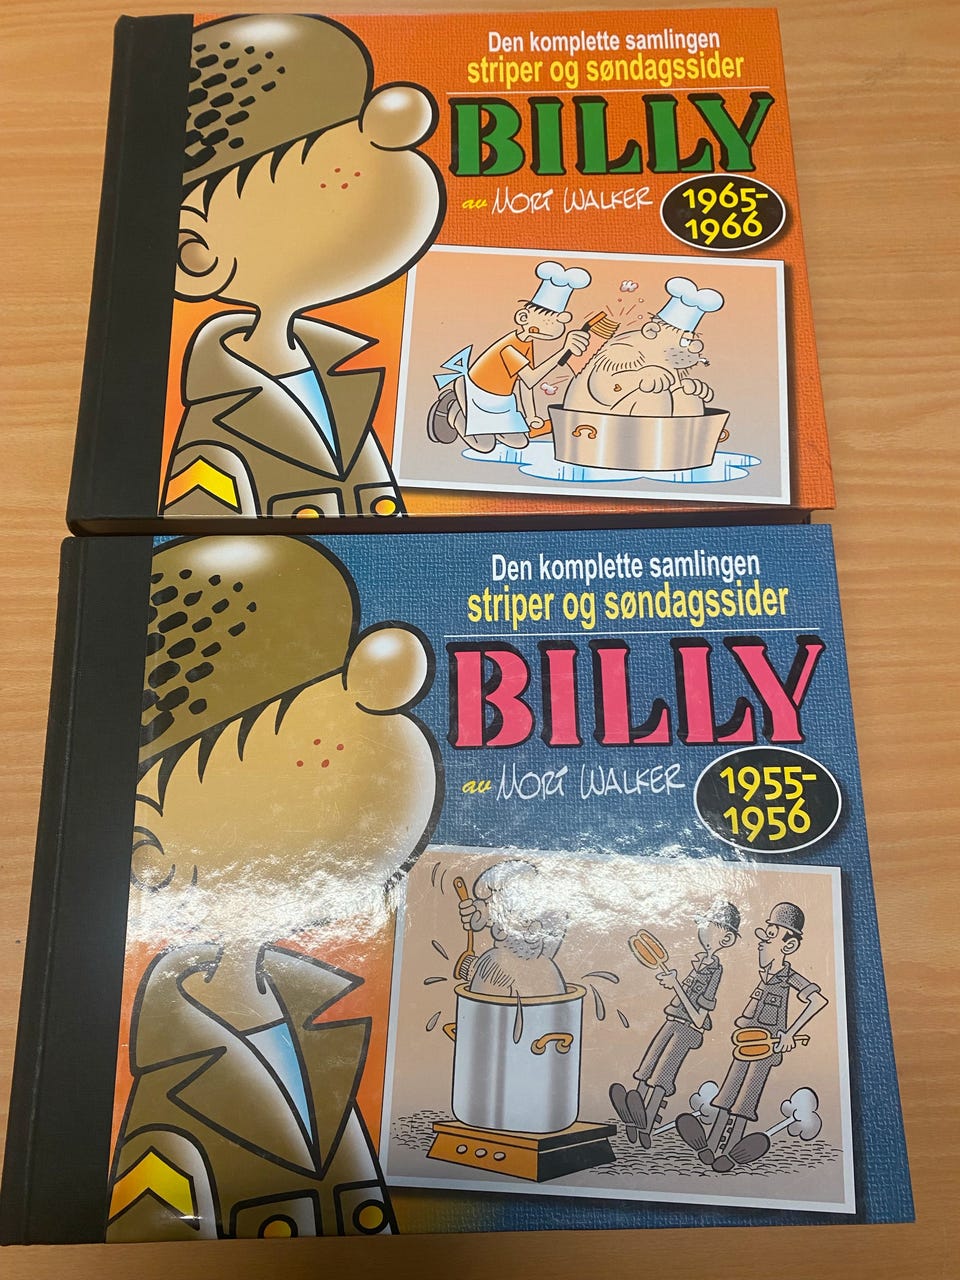 Den komplette samlingen
striper og søndagssider
BILLY
av MORT WALKER
1965-
1966
Den komplette samlingen
striper og søndagssider
BILLY
av MORT WALKER
1955-
1956